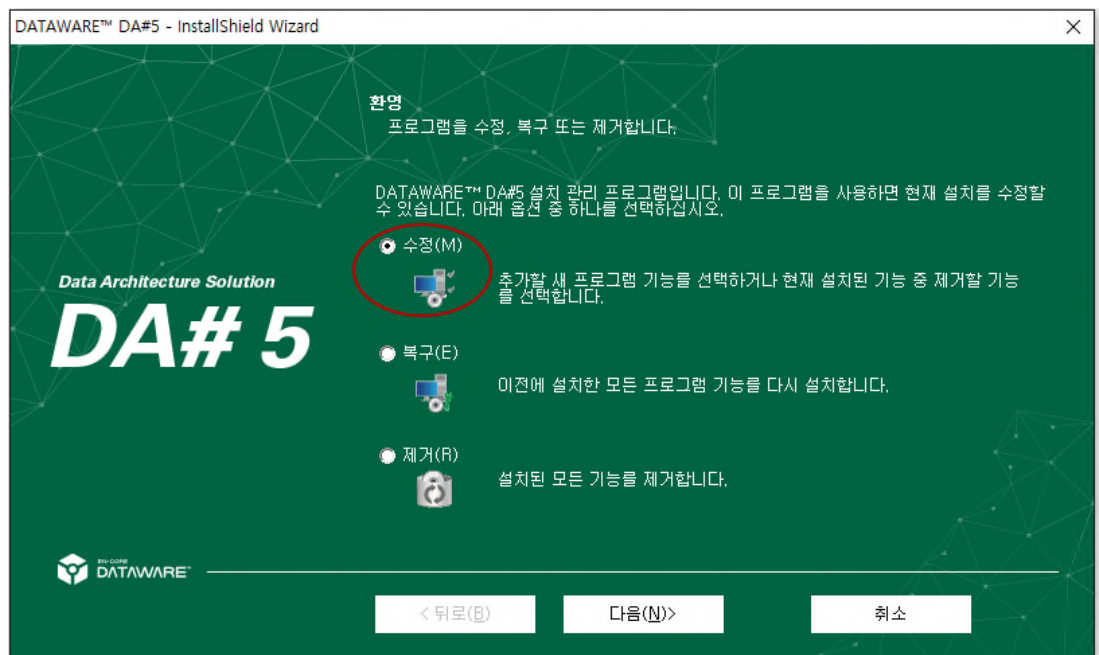 DATAWARE™ DA#5 - InstallShield Wizard
환영
프로그램을 수정, 복구 또는 제거합니다.
DATAWARE™ DA#5 설치 관리 프로그램입니다. 이 프로그램을 사용하면 현재 설치를 수정할
수 있습니다. 아래 옵션 중 하나를 선택하십시오.
수정(M)
추가할 새 프로그램 기능을 선택하거나 현재 설치된 기능 중 제거할 기능
를 선택합니다.
Data Architecture Solution
DA# 5
복구(E)
이전에 설치한 모든 프로그램 기능를 다시 설치합니다.
제거(R)
설치된 모든 기능를 제거합니다.
EN-CORE
DATAWARE™
< 뒤로(B)
다음(N)>
취소